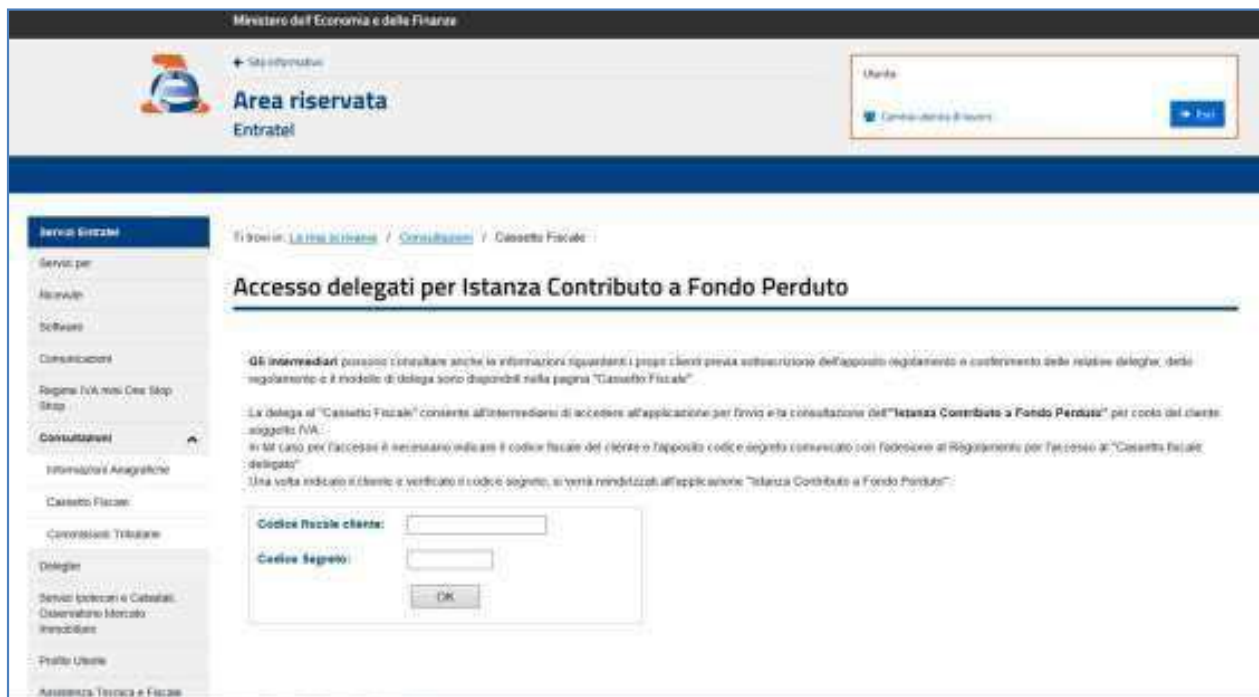 Ministero dell'Economia e delle Finanze
Sito informativo
Area riservata
Entratel
Utente
Cambia utenza di lavoro
Esci
Servizi Entratel
Servizi per
Ricevute
Software
Comunicazioni
Regime IVA mini One Stop
Shop
Consultazioni
Informazioni Anagrafiche
Cassetto Fiscale
Commissioni Tributarie
Deleghe
Servizi Ipotecari e Catastali,
Osservatorio Mercato
Immobiliare
Profilo Utente
Assistenza Tecnica e Fiscale
Ti trovi in: La mia scrivania / Consultazioni / Cassetto Fiscale
Accesso delegati per Istanza Contributo a Fondo Perduto
Gli intermediari possono consultare anche le informazioni riguardanti i propri clienti previa sottoscrizione dell'apposito regolamento e conferimento delle relative deleghe; detto
regolamento e il modello di delega sono disponibili nella pagina "Cassetto Fiscale".
La delega al "Cassetto Fiscale" consente all'intermediario di accedere all'applicazione per l'invio e la consultazione dell'"Istanza Contributo a Fondo Perduto" per conto del cliente
soggetto IVA.
In tal caso per l'accesso è necessario indicare il codice fiscale del cliente e l'apposito codice segreto comunicato con l'adesione al Regolamento per l'accesso al "Cassetto fiscale
delegato"
Una volta indicato il cliente e verificato il codice segreto, si verrà reindirizzati all'applicazione "Istanza Contributo a Fondo Perduto".
Codice fiscale cliente:
Codice Segreto:
OK